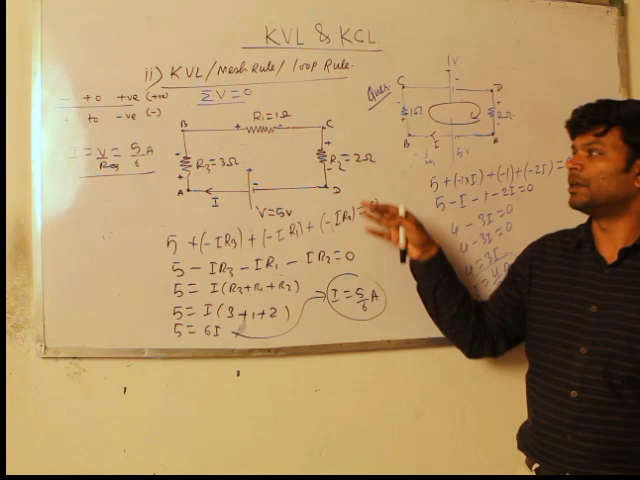 KVL & KCL
ii) KVL/Mesh Rule/loop Rule.
- to +ve (+ve)
+ to -ve (-)
ΣV=0
I = V/Req = 5/6 A
B
R1=1Ω
C
+
-
R3=3Ω
R2=2Ω
A
I
D
V=5V
5 + (-IR3) + (-IR1) + (-IR2) =
5 - IR3 - IR1 - IR2 = 0
5 = I(R3+R1+R2)
5 = I(3+1+2)
5 = 6I
I = 5/6 A
Ques
1V
C
D
1Ω
2Ω
B
I
A
5V
5+(-1xI)+(-1)+(-2I)=
5-I-1-2I=0
4-3I=0
4-3I=0
4=3I